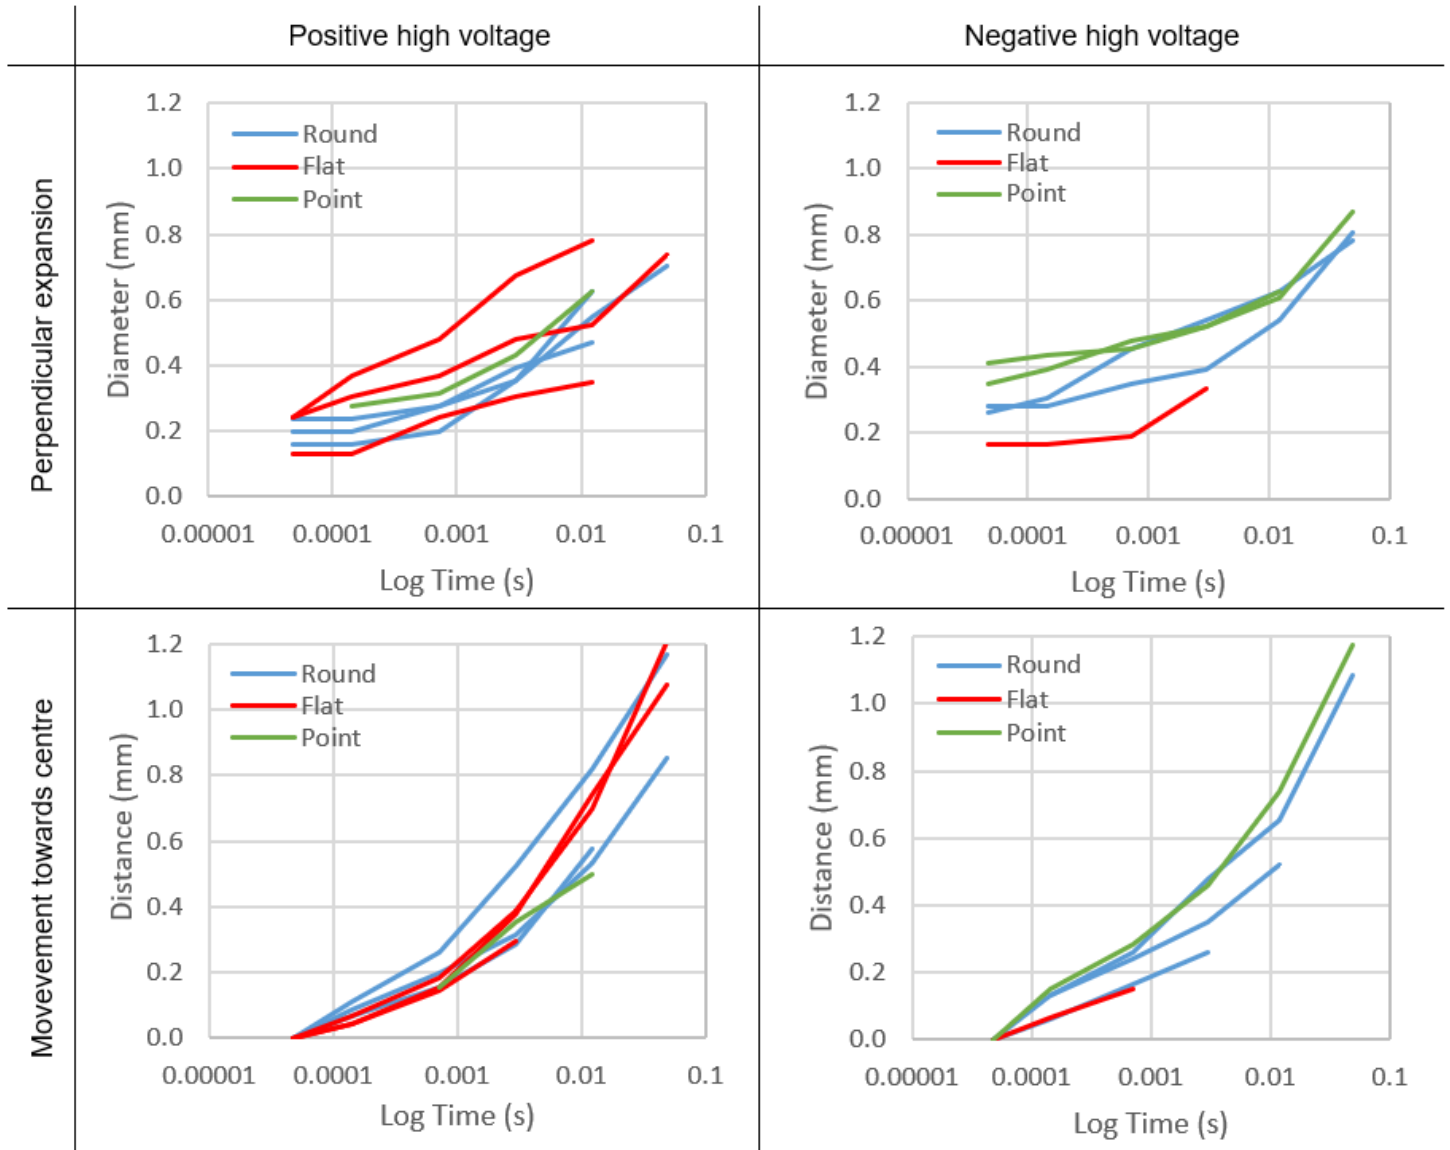 Positive high voltage
Negative high voltage
Perpendicular expansion
1.2
1.0
0.8
0.6
0.4
0.2
0.0
Diameter (mm)
Round
Flat
Point
0.00001 0.0001 0.001 0.01 0.1
Log Time (s)
1.2
1.0
0.8
0.6
0.4
0.2
0.0
Diameter (mm)
Round
Flat
Point
0.00001 0.0001 0.001 0.01 0.1
Log Time (s)
Movevement towards centre
1.2
1.0
0.8
0.6
0.4
0.2
0.0
Distance (mm)
Round
Flat
Point
0.00001 0.0001 0.001 0.01 0.1
Log Time (s)
1.2
1.0
0.8
0.6
0.4
0.2
0.0
Distance (mm)
Round
Flat
Point
0.00001 0.0001 0.001 0.01 0.1
Log Time (s)